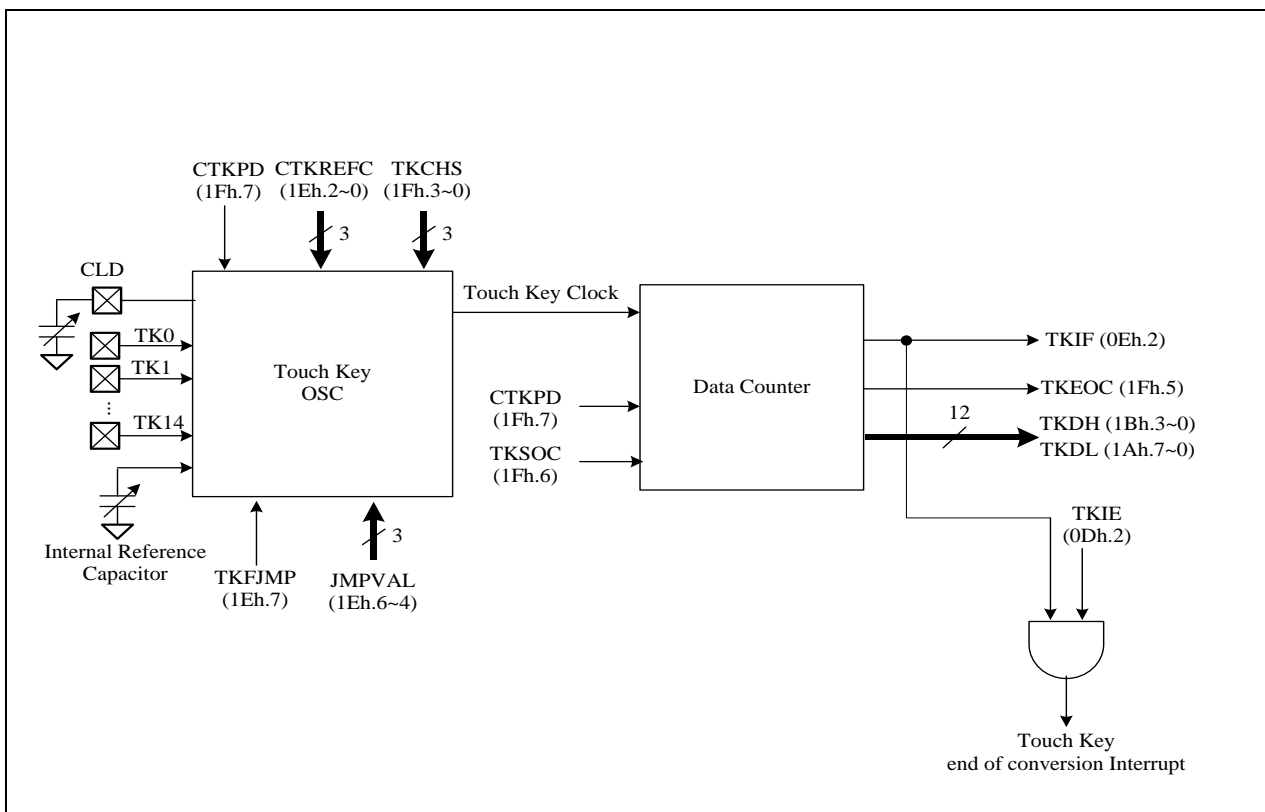 CTKPD
(1Fh.7)
CTKREFC
(1Eh.2~0)
TKCHS
(1Fh.3~0)
3
3
CLD
TK0
TK1
...
TK14
Internal Reference
Capacitor
Touch Key
OSC
TKFJMP
(1Eh.7)
JMPVAL
(1Eh.6~4)
3
Touch Key Clock
CTKPD
(1Fh.7)
TKSOC
(1Fh.6)
Data Counter
TKIF (0Eh.2)
TKEOC (1Fh.5)
12
TKDH (1Bh.3~0)
TKDL (1Ah.7~0)
TKIE
(0Dh.2)
Touch Key
end of conversion Interrupt